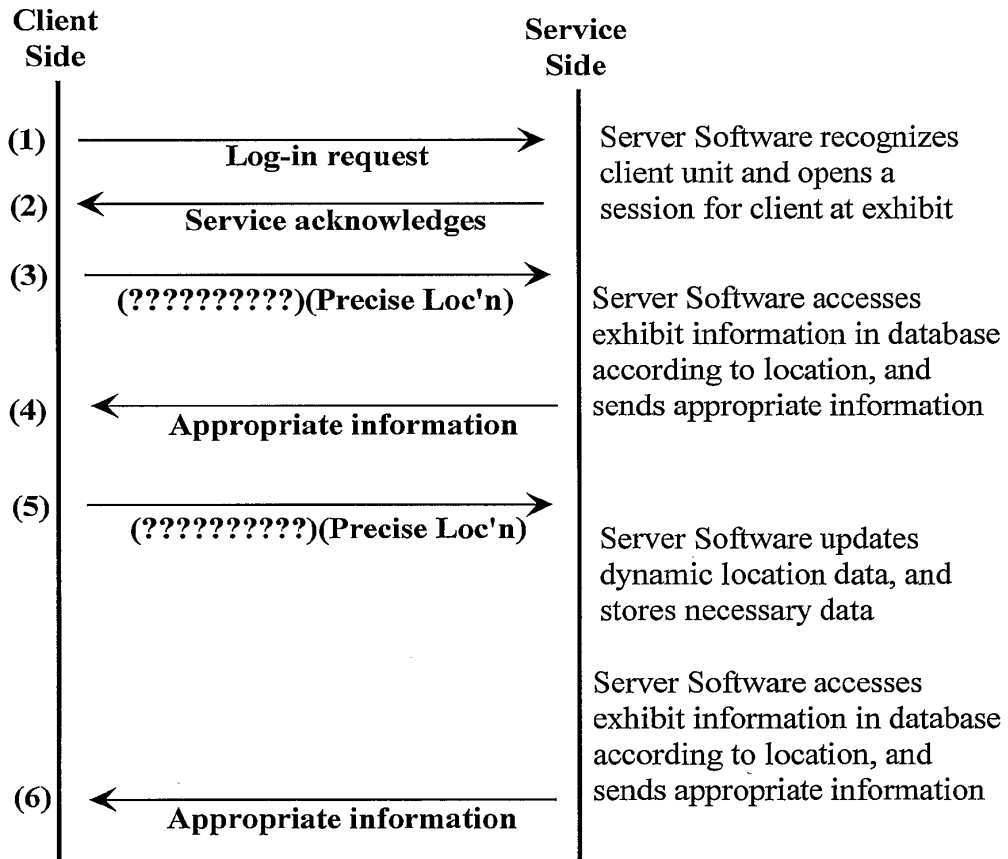 Client
Side
Service
Side
(1)
Log-in request
Server Software recognizes
client unit and opens a
session for client at exhibit
(2)
Service acknowledges
(3)
(??????????)(Precise Loc'n)
Server Software accesses
exhibit information in database
according to location, and
sends appropriate information
(4)
Appropriate information
(5)
(??????????)(Precise Loc'n)
Server Software updates
dynamic location data, and
stores necessary data
Server Software accesses
exhibit information in database
according to location, and
sends appropriate information
(6)
Appropriate information